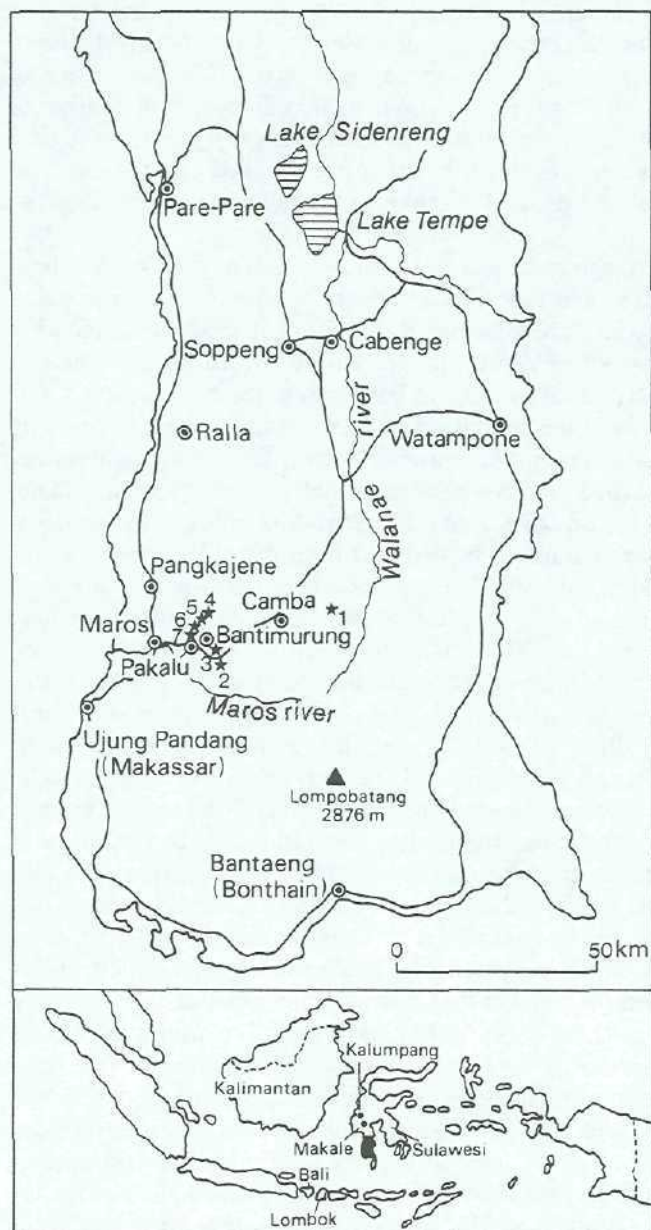 Lake Sidenreng
Pare-Pare
Lake Tempe
Soppeng
Cabenge
river
Ralla
Watampone
Walanae
Pangkajene
Camba
1
4
5
6
7
Maros
Bantimurung
Pakalu
3
2
Maros river
Ujung Pandang
(Makassar)
Lompobatang
2876 m
Bantaeng
(Bonthain)
0
50km
Kalumpang
Kalimantan
Makale
Sulawesi
Bali
Lombok